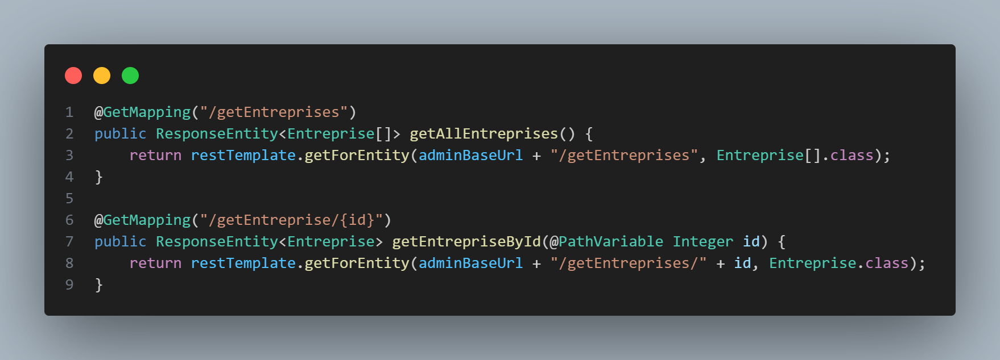 1 @GetMapping("/getEntreprises")
2 public ResponseEntity<Entreprise[]> getAllEntreprises() {
3     return restTemplate.getForEntity(adminBaseUrl + "/getEntreprises", Entreprise[].class);
4 }
5
6 @GetMapping("/getEntreprise/{id}")
7 public ResponseEntity<Entreprise> getEntrepriseById(@PathVariable Integer id) {
8     return restTemplate.getForEntity(adminBaseUrl + "/getEntreprises/" + id, Entreprise.class);
9 }